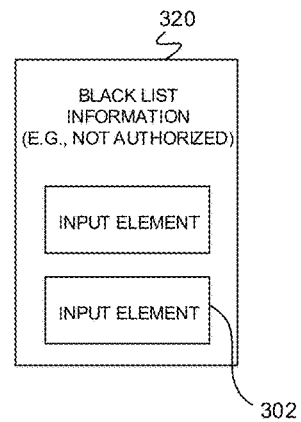 320
BLACK LIST
INFORMATION
(E.G., NOT AUTHORIZED)
INPUT ELEMENT
INPUT ELEMENT
302